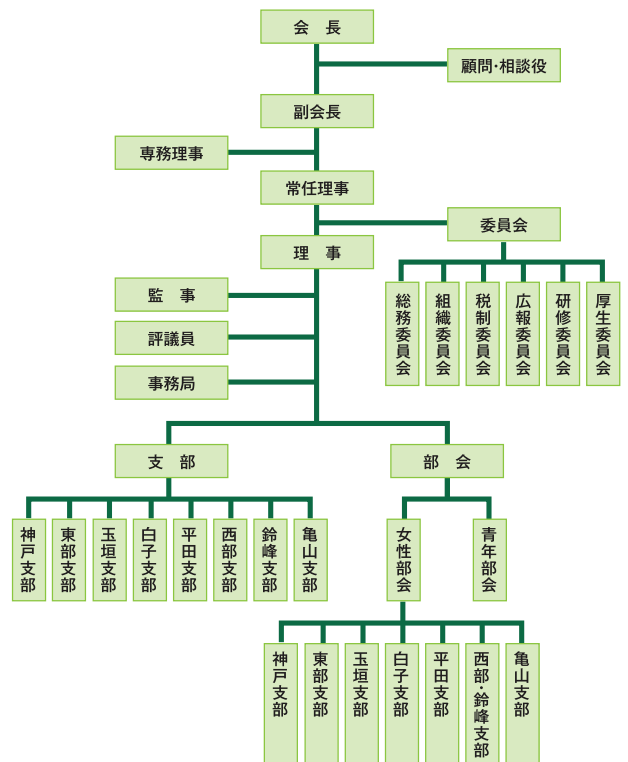 会　長
顧問・相談役
副会長
専務理事
常任理事
委員会
理　事
総務委員会
組織委員会
税制委員会
広報委員会
研修委員会
厚生委員会
監　事
評議員
事務局
支　部
部　会
神戸支部
東部支部
玉垣支部
白子支部
平田支部
西部支部
鈴峰支部
亀山支部
女性部会
青年部会
神戸支部
東部支部
玉垣支部
白子支部
平田支部
西部・鈴峰支部
亀山支部